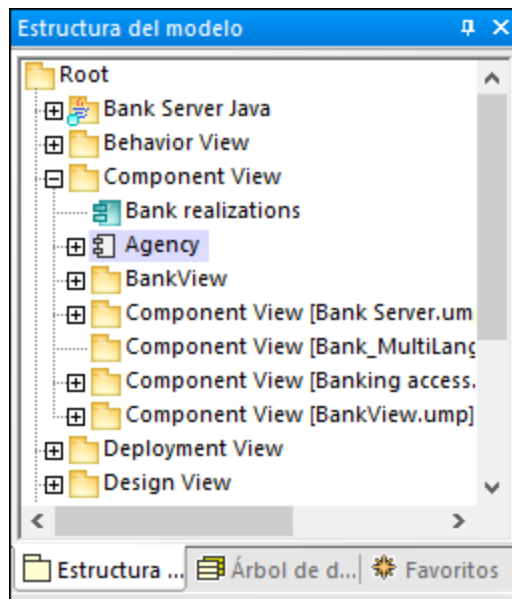 Estructura del modelo
Root
Bank Server Java
Behavior View
Component View
Bank realizations
Agency
BankView
Component View [Bank Server.um
Component View [Bank_MultiLang
Component View [Banking access.
Component View [BankView.ump]
Deployment View
Design View
Estructura ... Árbol de d... Favoritos